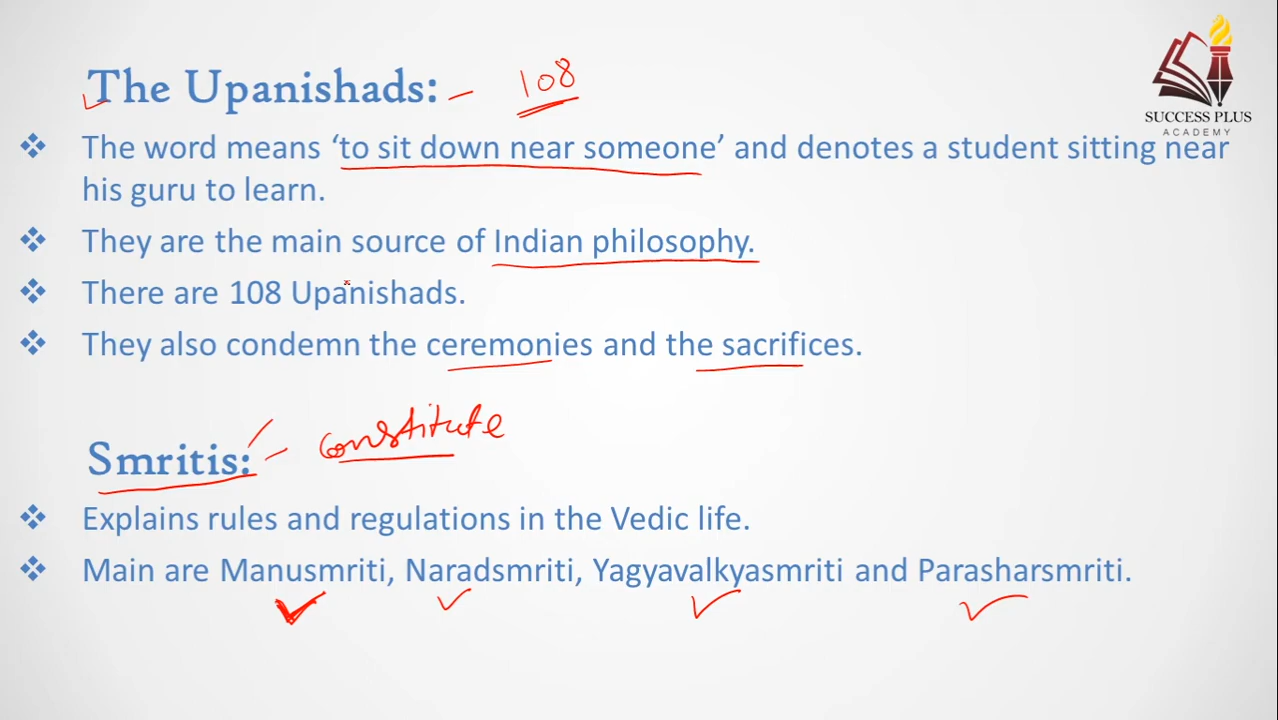 The Upanishads: - 108
SUCCESS PLUS
ACADEMY
❖ The word means ‘to sit down near someone’ and denotes a student sitting near
his guru to learn.
❖ They are the main source of Indian philosophy.
❖ There are 108 Upanishads.
❖ They also condemn the ceremonies and the sacrifices.
Smritis: - constitute
❖ Explains rules and regulations in the Vedic life.
❖ Main are Manusmriti, Naradsmriti, Yagyavalkyasmriti and Parasharsmriti.